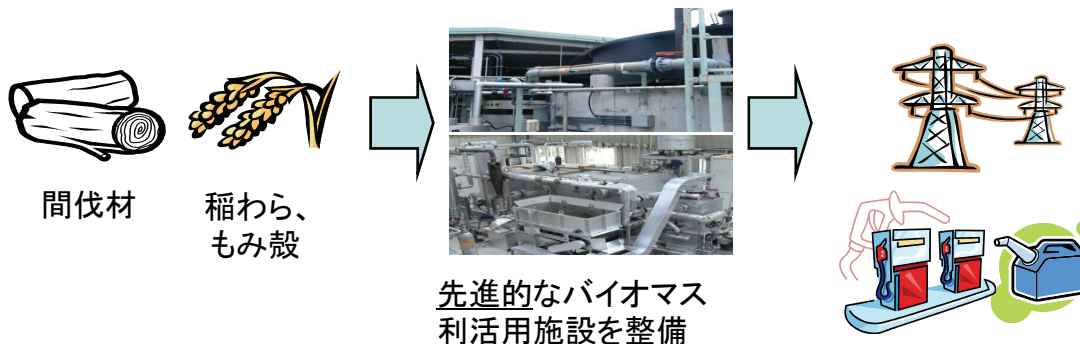 間伐材
稲わら、
もみ殻
先進的なバイオマス
利活用施設を整備